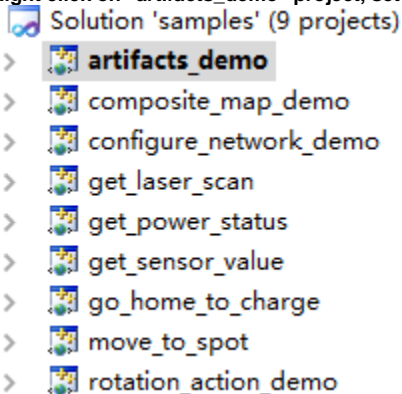 Solution 'samples' (9 projects)
artifacts_demo
composite_map_demo
configure_network_demo
get_laser_scan
get_power_status
get_sensor_value
go_home_to_charge
move_to_spot
rotation_action_demo